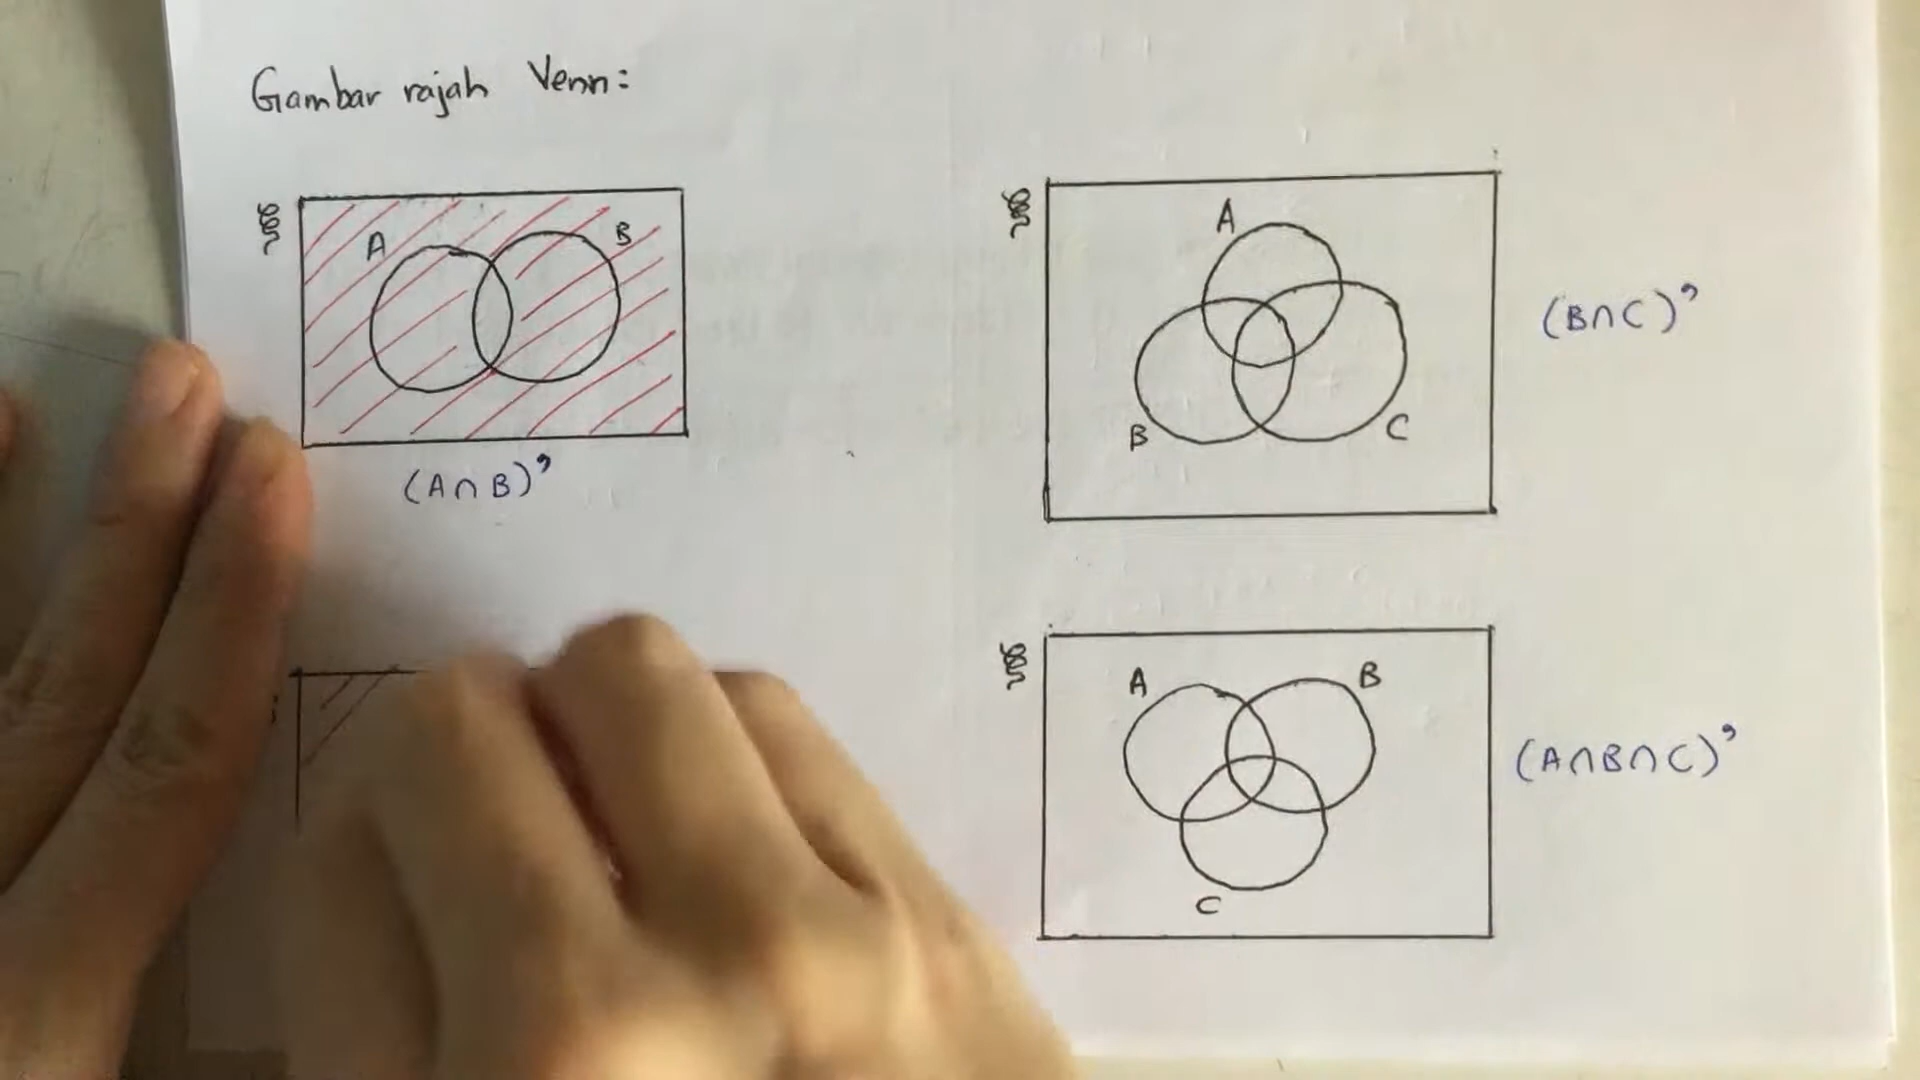 Gambar rajah Venn:
ξ
A
B
(A∩B)'
ξ
A
B
C
(B∩C)'
ξ
A
B
C
(A∩B∩C)'